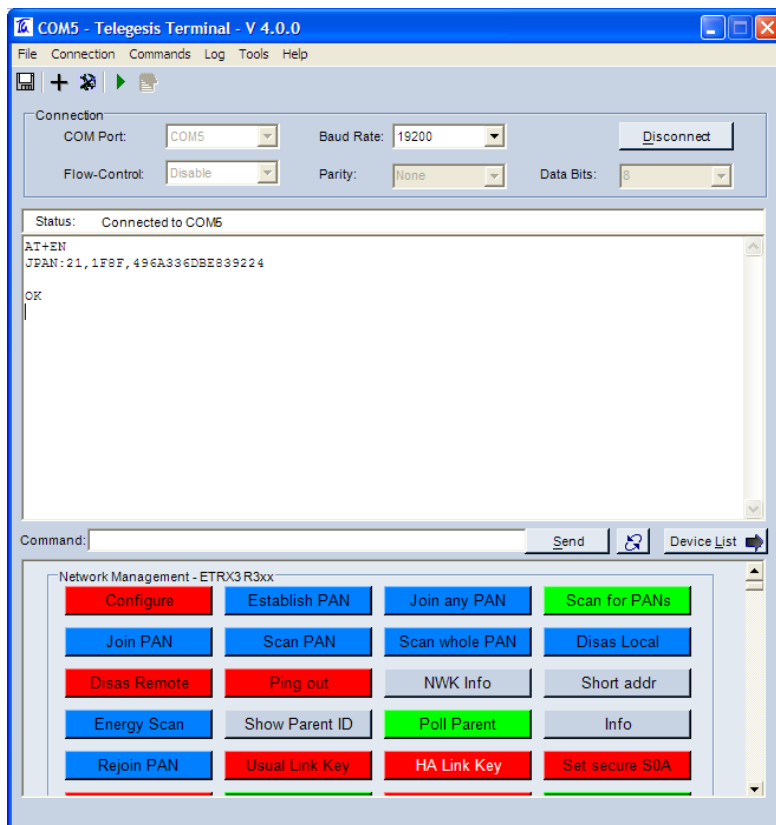 COM5 - Telegesis Terminal - V 4.0.0
File Connection Commands Log Tools Help
Connection
COM Port: COM5 Baud Rate: 19200 Disconnect
Flow-Control: Disable Parity: None Data Bits: 8
Status: Connected to COM5
AT+EN
JPAN:21,1F8F,496A336DBE839224
OK
Command: Send Device List
Network Management - ETRX3 R3xx
Configure Establish PAN Join any PAN Scan for PANs
Join PAN Scan PAN Scan whole PAN Disas Local
Disas Remote Ping out NWK Info Short addr
Energy Scan Show Parent ID Poll Parent Info
Rejoin PAN Usual Link Key HA Link Key Set secure S0A